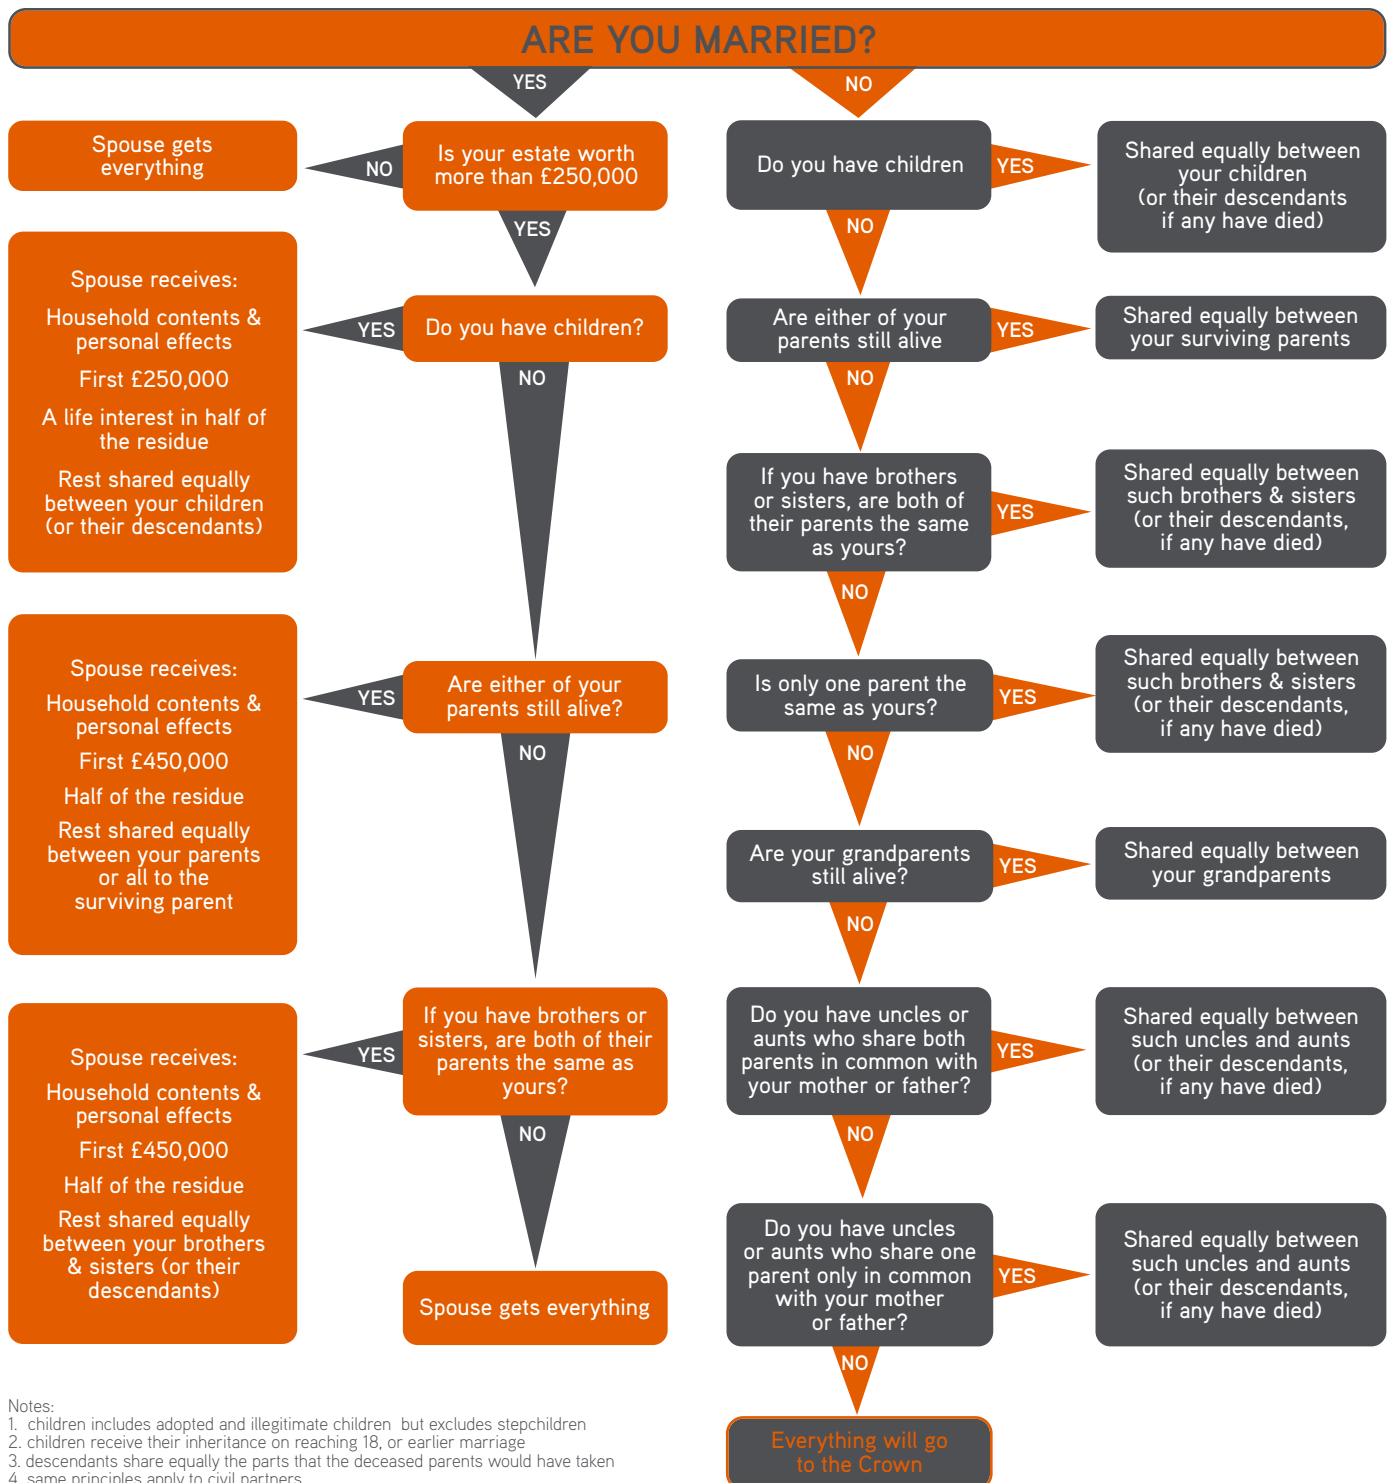 ARE YOU MARRIED?
YES
NO
Spouse gets
everything
NO
Is your estate worth
more than £250,000
YES
Do you have children
YES
Shared equally between
your children
(or their descendants
if any have died)
NO
Spouse receives:
Household contents &
personal effects
First £250,000
A life interest in half of
the residue
Rest shared equally
between your children
(or their descendants)
YES
Do you have children?
NO
Are either of your
parents still alive
YES
Shared equally between
your surviving parents
NO
If you have brothers
or sisters, are both of
their parents the same
as yours?
YES
Shared equally between
such brothers & sisters
(or their descendants,
if any have died)
NO
Spouse receives:
Household contents &
personal effects
First £450,000
Half of the residue
Rest shared equally
between your parents
or all to the
surviving parent
YES
Are either of your
parents still alive?
NO
Is only one parent the
same as yours?
YES
Shared equally between
such brothers & sisters
(or their descendants,
if any have died)
NO
Are your grandparents
still alive?
YES
Shared equally between
your grandparents
NO
Spouse receives:
Household contents &
personal effects
First £450,000
Half of the residue
Rest shared equally
between your brothers
& sisters (or their
descendants)
YES
If you have brothers or
sisters, are both of their
parents the same as
yours?
NO
Spouse gets everything
Do you have uncles or
aunts who share both
parents in common with
your mother or father?
YES
Shared equally between
such uncles and aunts
(or their descendants,
if any have died)
NO
Do you have uncles
or aunts who share one
parent only in common
with your mother
or father?
YES
Shared equally between
such uncles and aunts
(or their descendants,
if any have died)
NO
Everything will go
to the Crown
Notes:
1. children includes adopted and illegitimate children but excludes stepchildren
2. children receive their inheritance on reaching 18, or earlier marriage
3. descendants share equally the parts that the deceased parents would have taken
4. same principles apply to civil partners